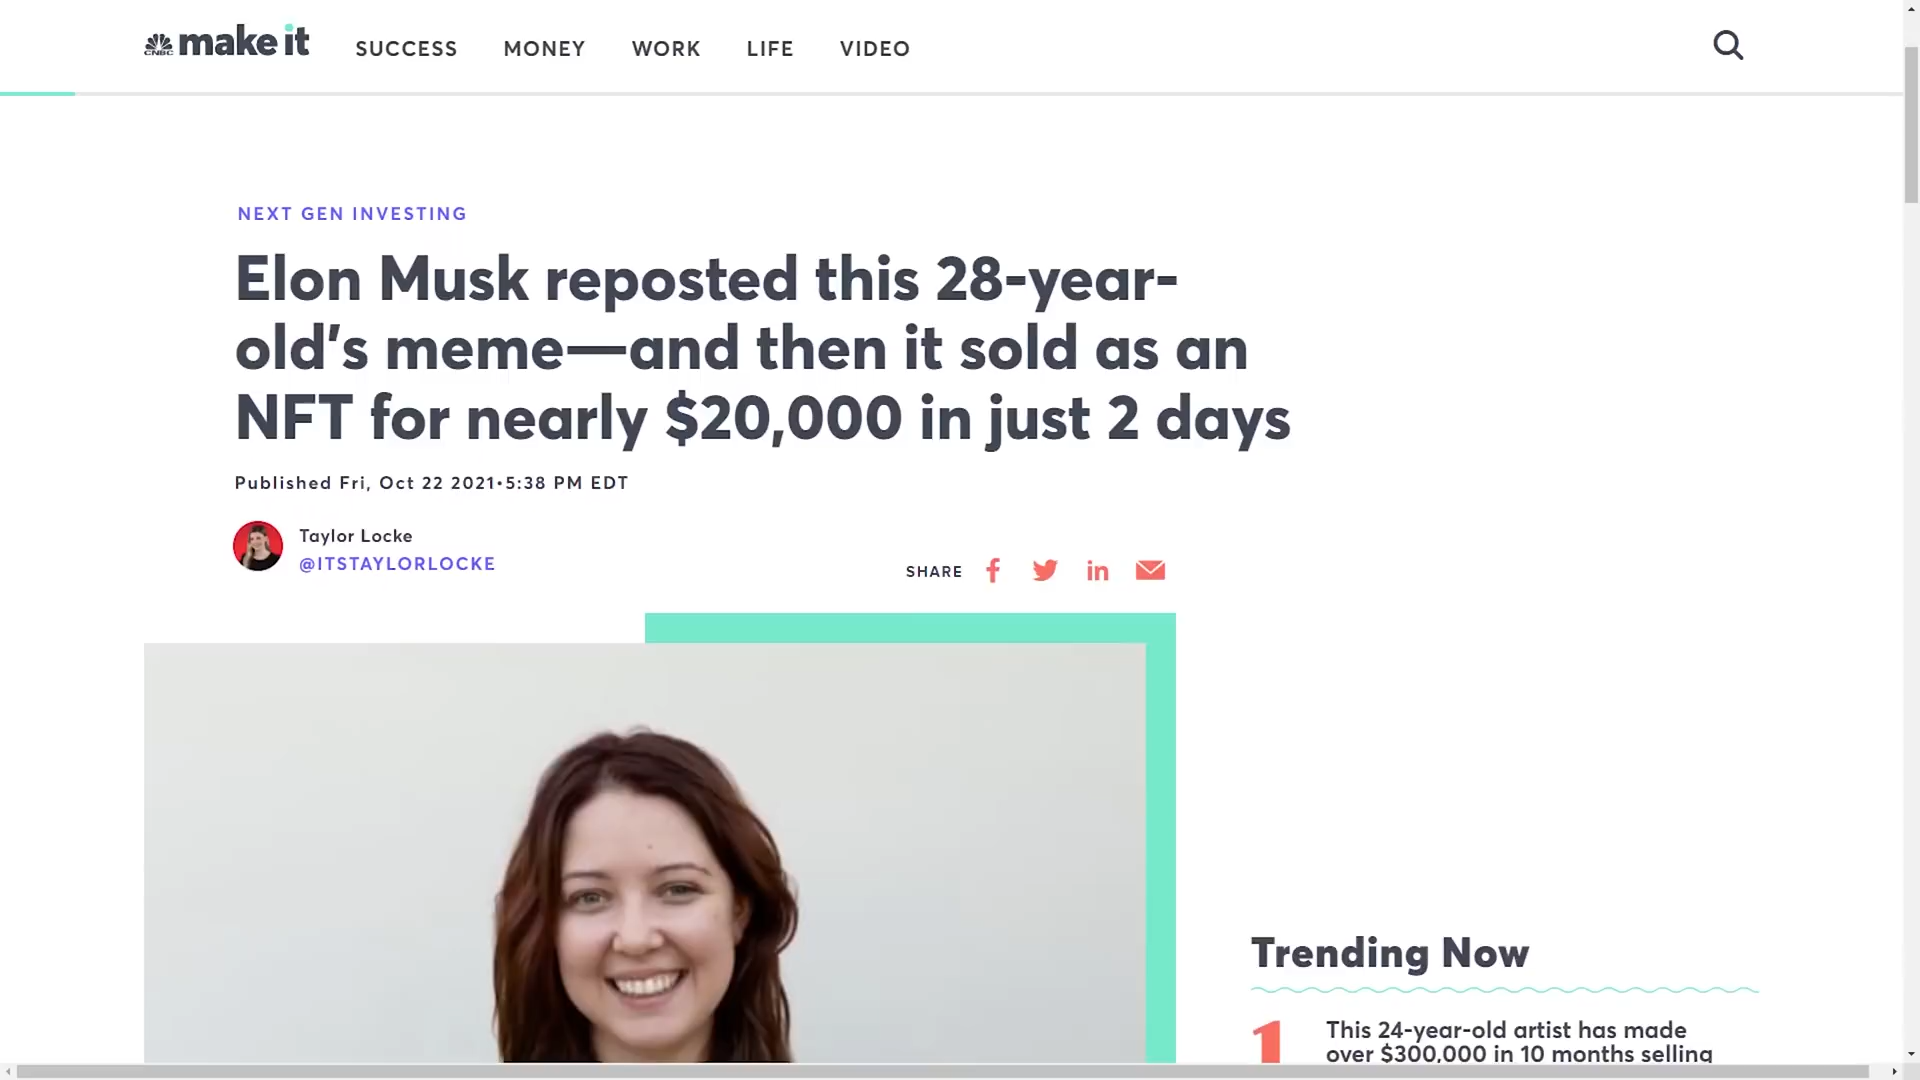 CNBC make it SUCCESS MONEY WORK LIFE VIDEO
NEXT GEN INVESTING
Elon Musk reposted this 28-year-
old's meme—and then it sold as an
NFT for nearly $20,000 in just 2 days
Published Fri, Oct 22 2021•5:38 PM EDT
Taylor Locke
@ITSTAYLORLOCKE
SHARE
Trending Now
1 This 24-year-old artist has made
over $300,000 in 10 months selling